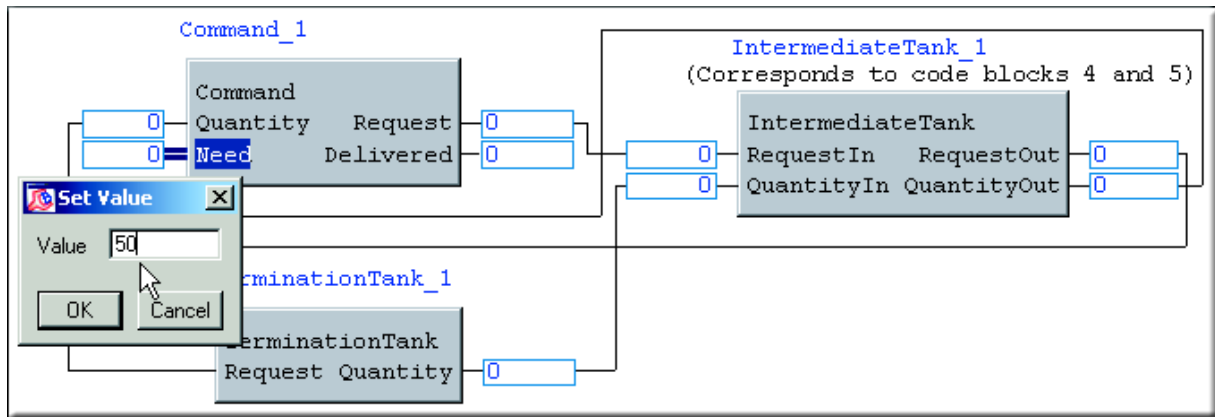 Command_1
IntermediateTank_1
(Corresponds to code blocks 4 and 5)
Command
0 Quantity Request 0
0 Need Delivered 0
IntermediateTank
0 RequestIn RequestOut 0
0 QuantityIn QuantityOut 0
Set Value
Value 50
OK Cancel
rminationTank_1
erminationTank
Request Quantity 0